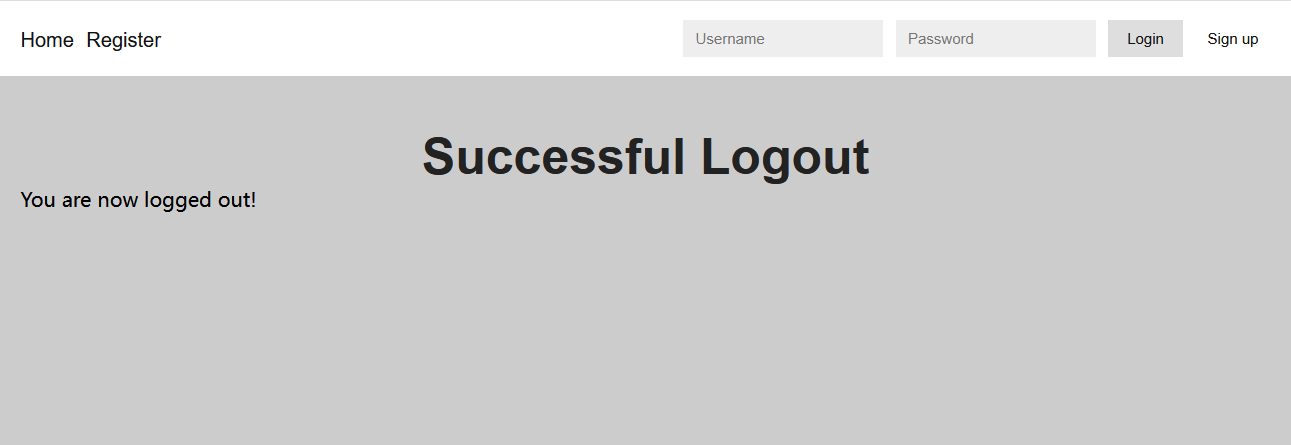 Home Register Username Password Login Sign up
Successful Logout
You are now logged out!